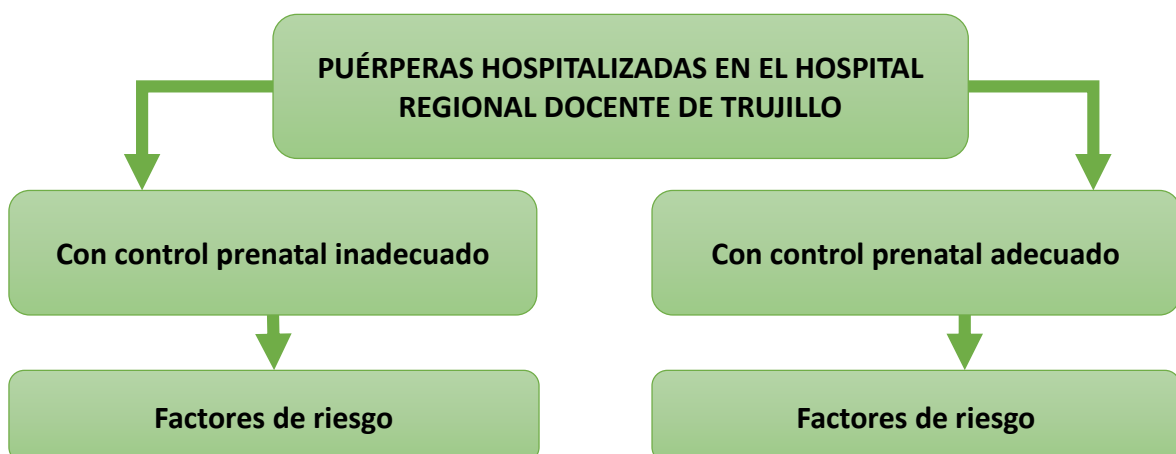 PUÉRPERAS HOSPITALIZADAS EN EL HOSPITAL
REGIONAL DOCENTE DE TRUJILLO
Con control prenatal inadecuado
Con control prenatal adecuado
Factores de riesgo
Factores de riesgo